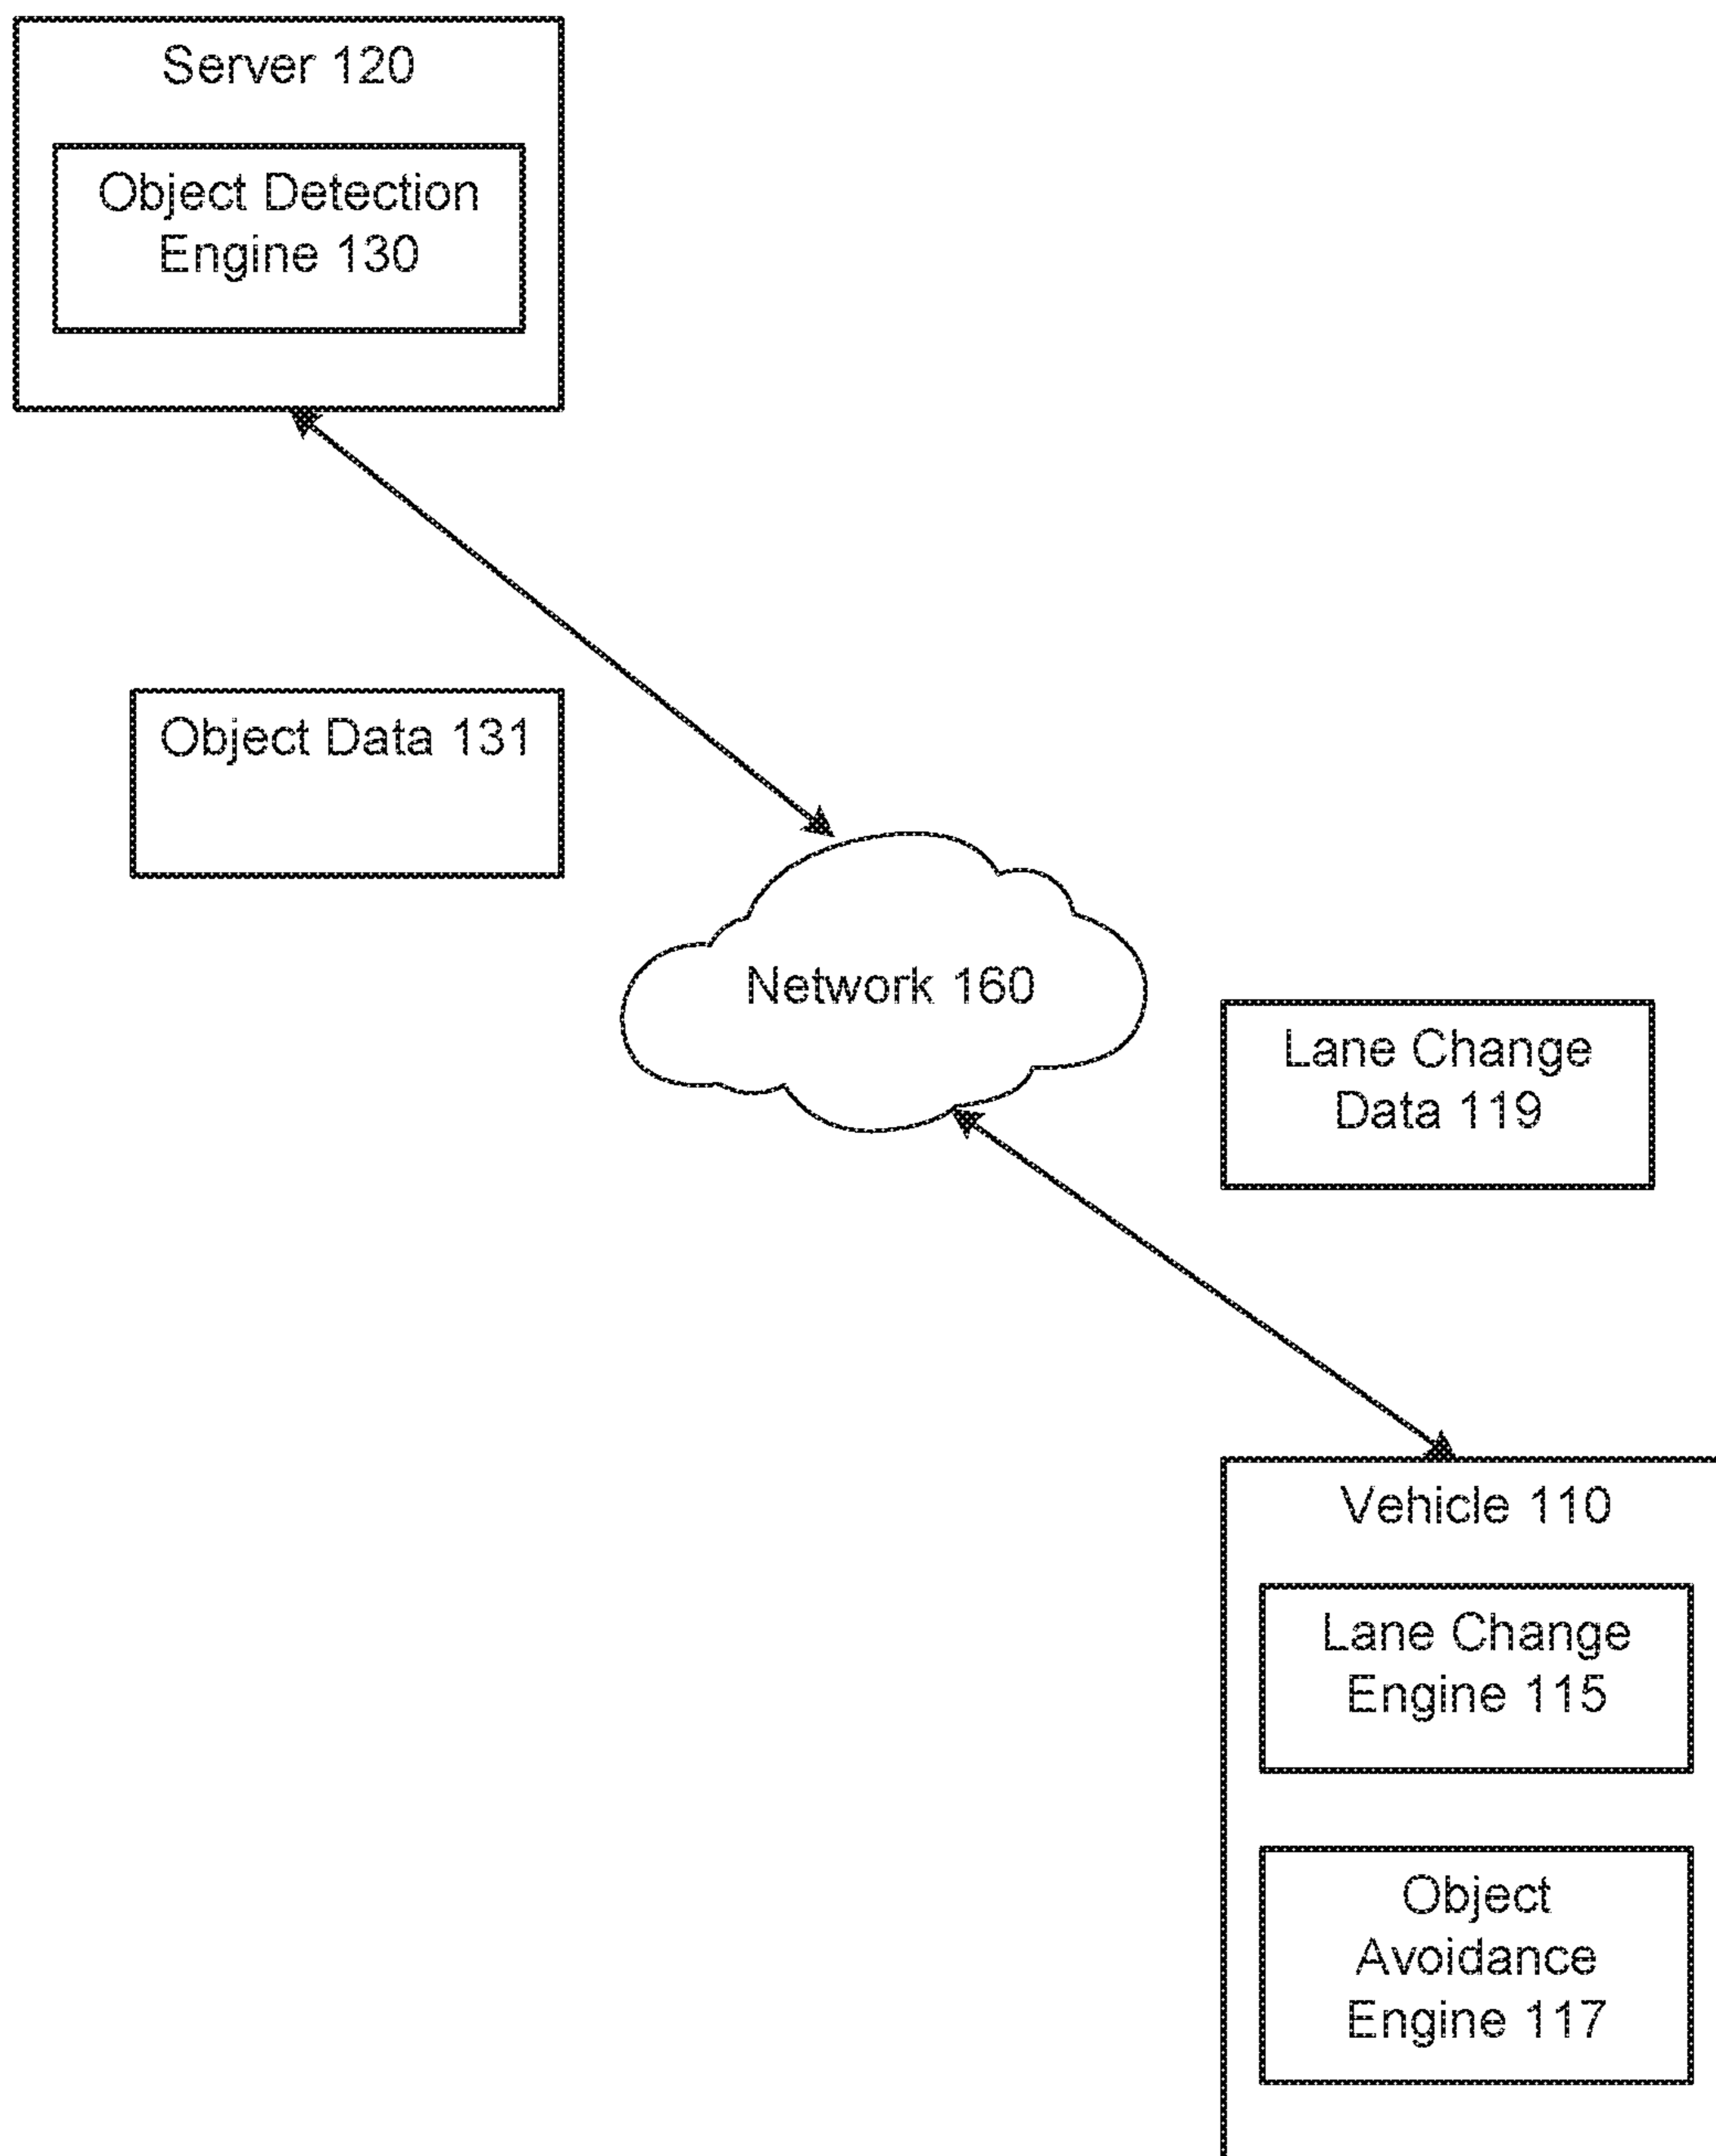 Server 120
Object Detection
Engine 130
Object Data 131
Network 160
Lane Change
Data 119
Vehicle 110
Lane Change
Engine 115
Object
Avoidance
Engine 117